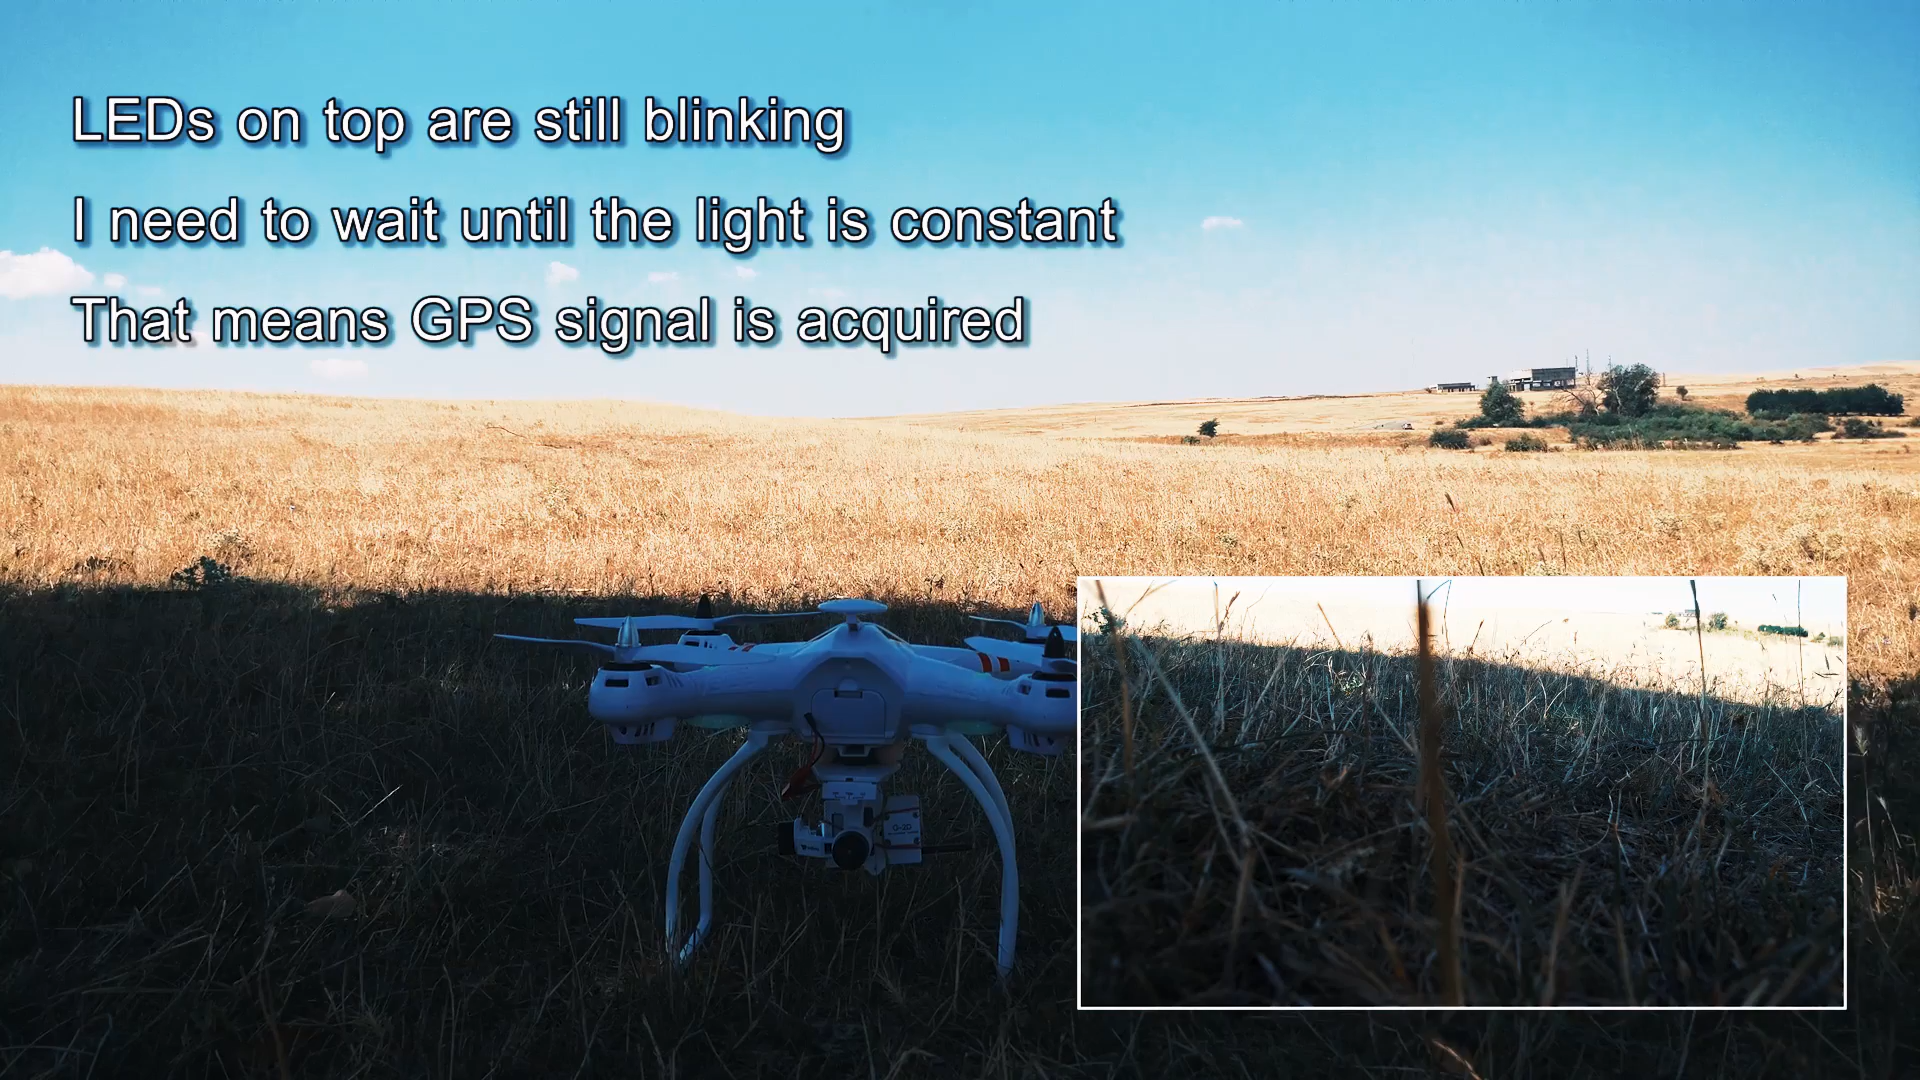 LEDs on top are still blinking
I need to wait until the light is constant
That means GPS signal is acquired
G-3D